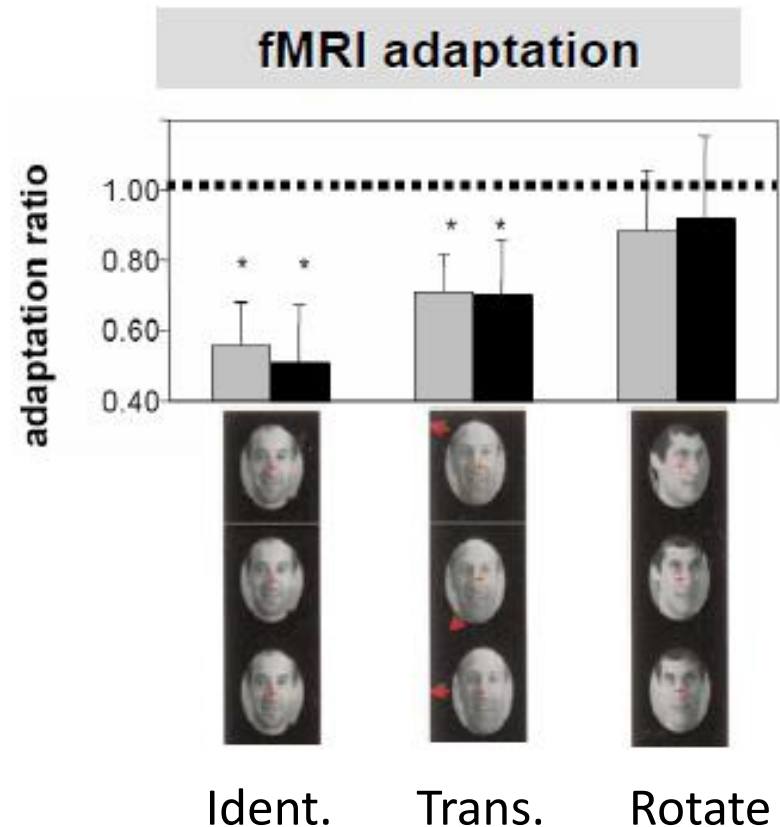 fMRI adaptation
adaptation ratio
1.00
0.80
0.60
0.40
* * * *
Ident. Trans. Rotate